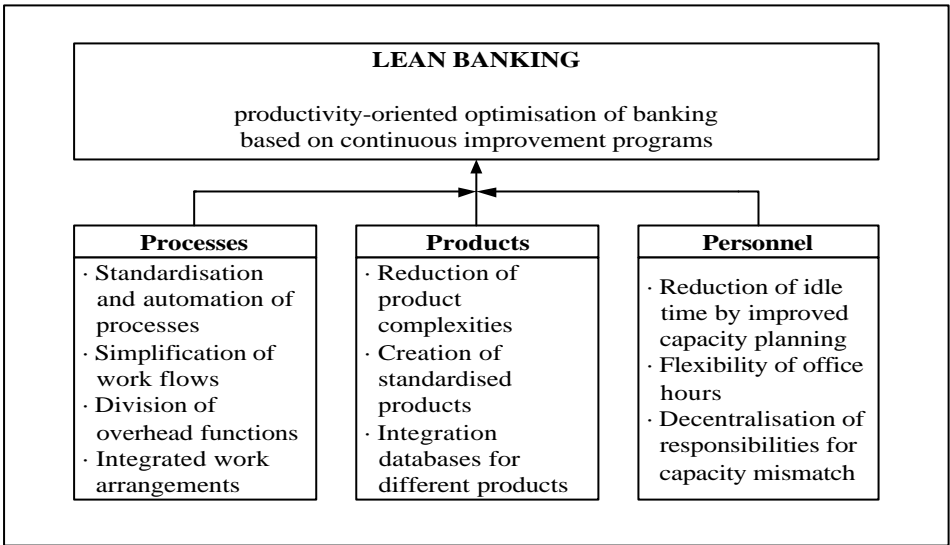 LEAN BANKING
productivity-oriented optimisation of banking
based on continuous improvement programs
Processes
· Standardisation
and automation of
processes
· Simplification of
work flows
· Division of
overhead functions
· Integrated work
arrangements
Products
· Reduction of
product
complexities
· Creation of
standardised
products
· Integration
databases for
different products
Personnel
· Reduction of idle
time by improved
capacity planning
· Flexibility of office
hours
· Decentralisation of
responsibilities for
capacity mismatch